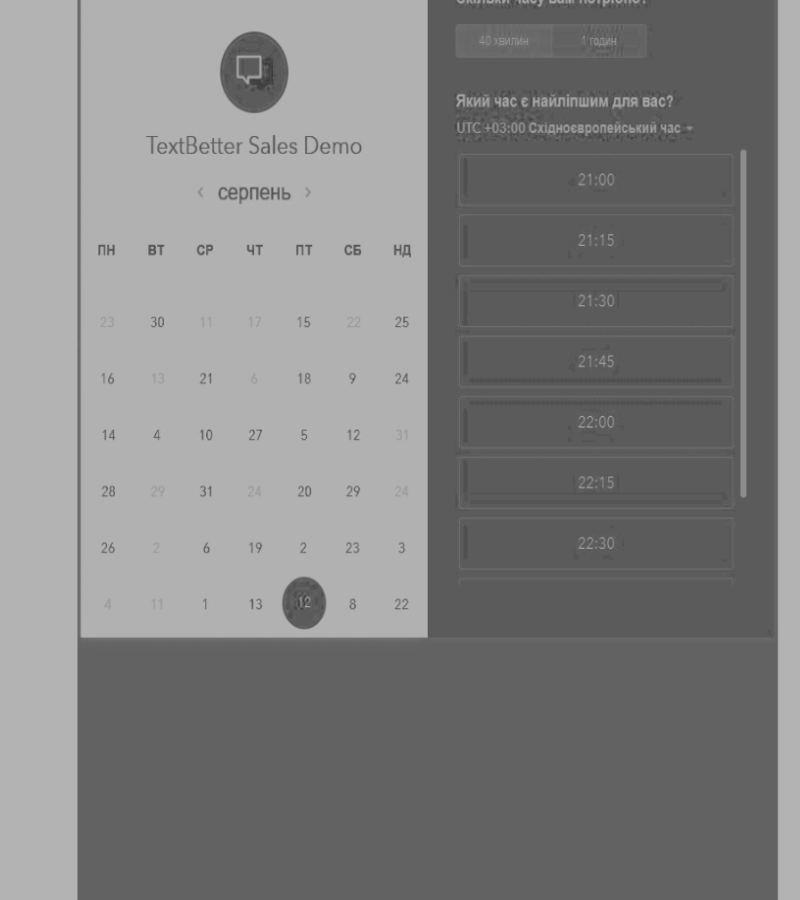 TextBetter Sales Demo
‹ серпень ›
ПН ВТ СР ЧТ ПТ СБ НД
23 30 11 17 15 22 25
16 13 21 6 18 9 24
14 4 10 27 5 12 31
28 29 31 24 20 29 24
26 2 6 19 2 23 3
4 11 1 13 12 8 22
40 хвилин 1 годин
Який час є найліпшим для вас?
UTC +03:00 Східноєвропейський час
21:00
21:15
21:30
21:45
22:00
22:15
22:30